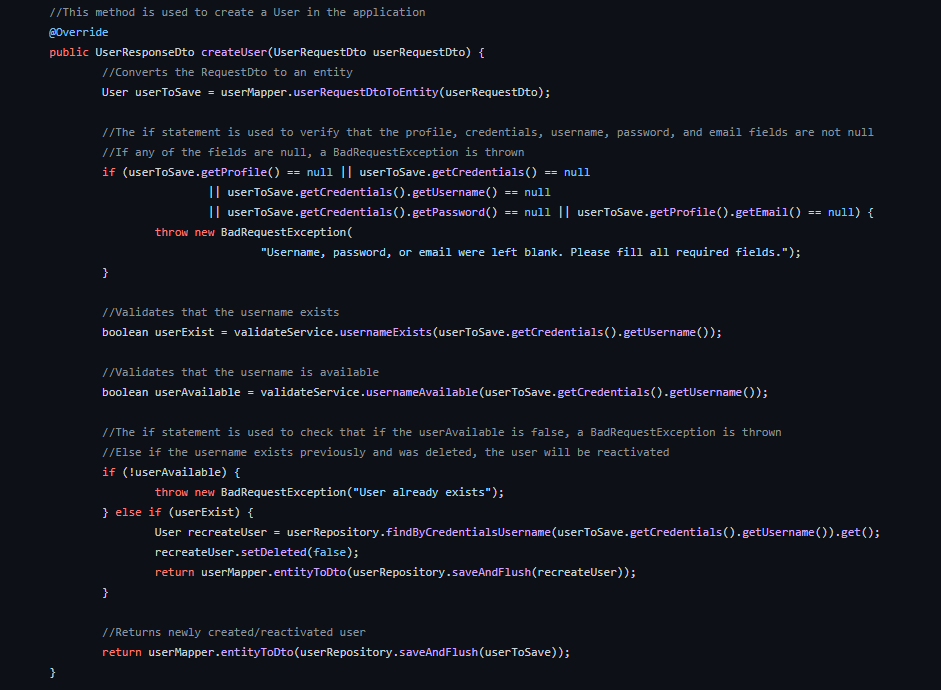 //This method is used to create a User in the application
@Override
public UserResponseDto createUser(UserRequestDto userRequestDto) {
//Converts the RequestDto to an entity
User userToSave = userMapper.userRequestDtoToEntity(userRequestDto);
//The if statement is used to verify that the profile, credentials, username, password, and email fields are not null
//If any of the fields are null, a BadRequestException is thrown
if (userToSave.getProfile() == null || userToSave.getCredentials() == null
|| userToSave.getCredentials().getUsername() == null
|| userToSave.getCredentials().getPassword() == null || userToSave.getProfile().getEmail() == null) {
throw new BadRequestException(
"Username, password, or email were left blank. Please fill all required fields.");
}
//Validates that the username exists
boolean userExist = validateService.usernameExists(userToSave.getCredentials().getUsername());
//Validates that the username is available
boolean userAvailable = validateService.usernameAvailable(userToSave.getCredentials().getUsername());
//The if statement is used to check that if the userAvailable is false, a BadRequestException is thrown
//Else if the username exists previously and was deleted, the user will be reactivated
if (!userAvailable) {
throw new BadRequestException("User already exists");
} else if (userExist) {
User recreateUser = userRepository.findByCredentialsUsername(userToSave.getCredentials().getUsername()).get();
recreateUser.setDeleted(false);
return userMapper.entityToDto(userRepository.saveAndFlush(recreateUser));
}
//Returns newly created/reactivated user
return userMapper.entityToDto(userRepository.saveAndFlush(userToSave));
}